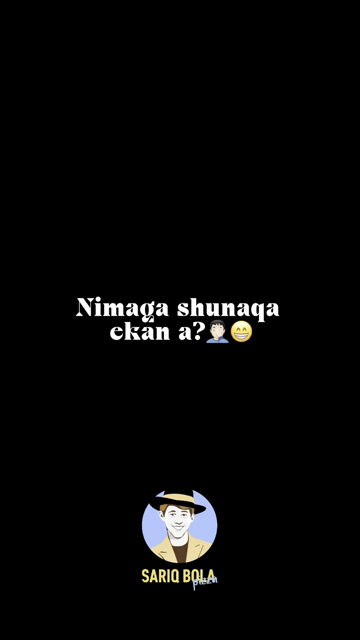 Nimaga shunaqa
ekan a?🤦🏻‍♂️😁
SARIQ BOLA